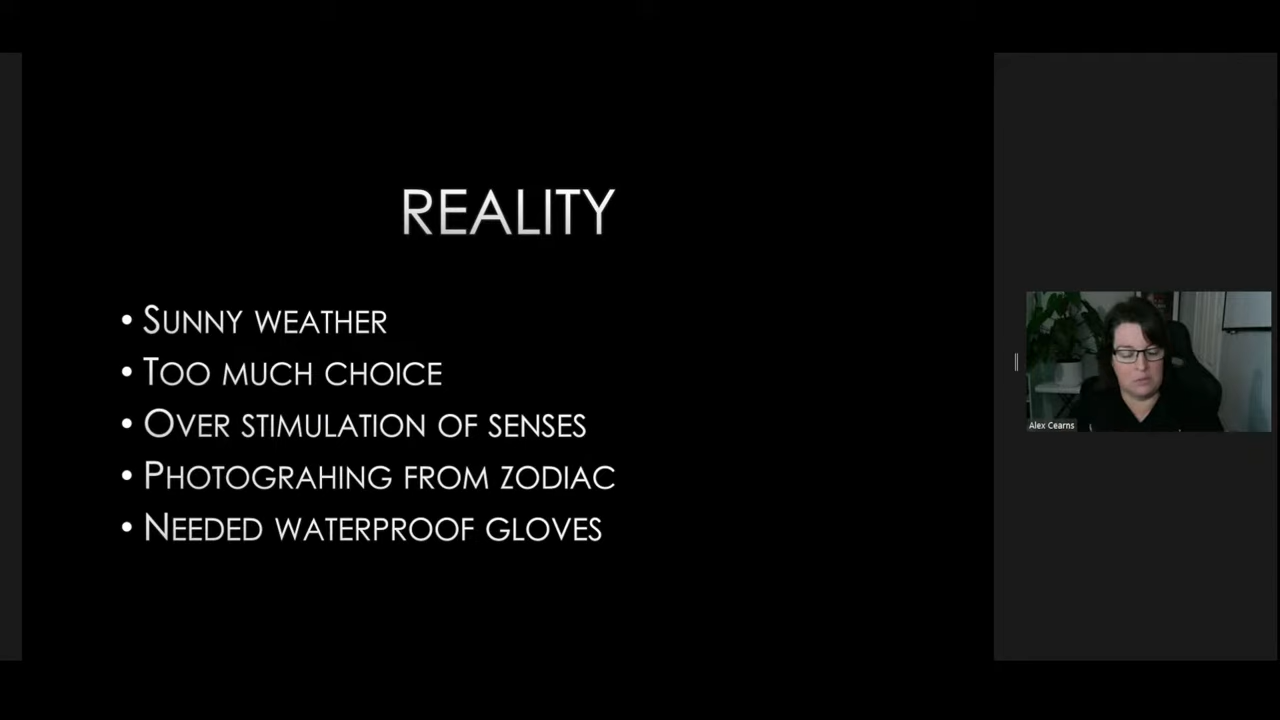 REALITY
• SUNNY WEATHER
• TOO MUCH CHOICE
• OVER STIMULATION OF SENSES
• PHOTOGRAHING FROM ZODIAC
• NEEDED WATERPROOF GLOVES
Alex Cearns